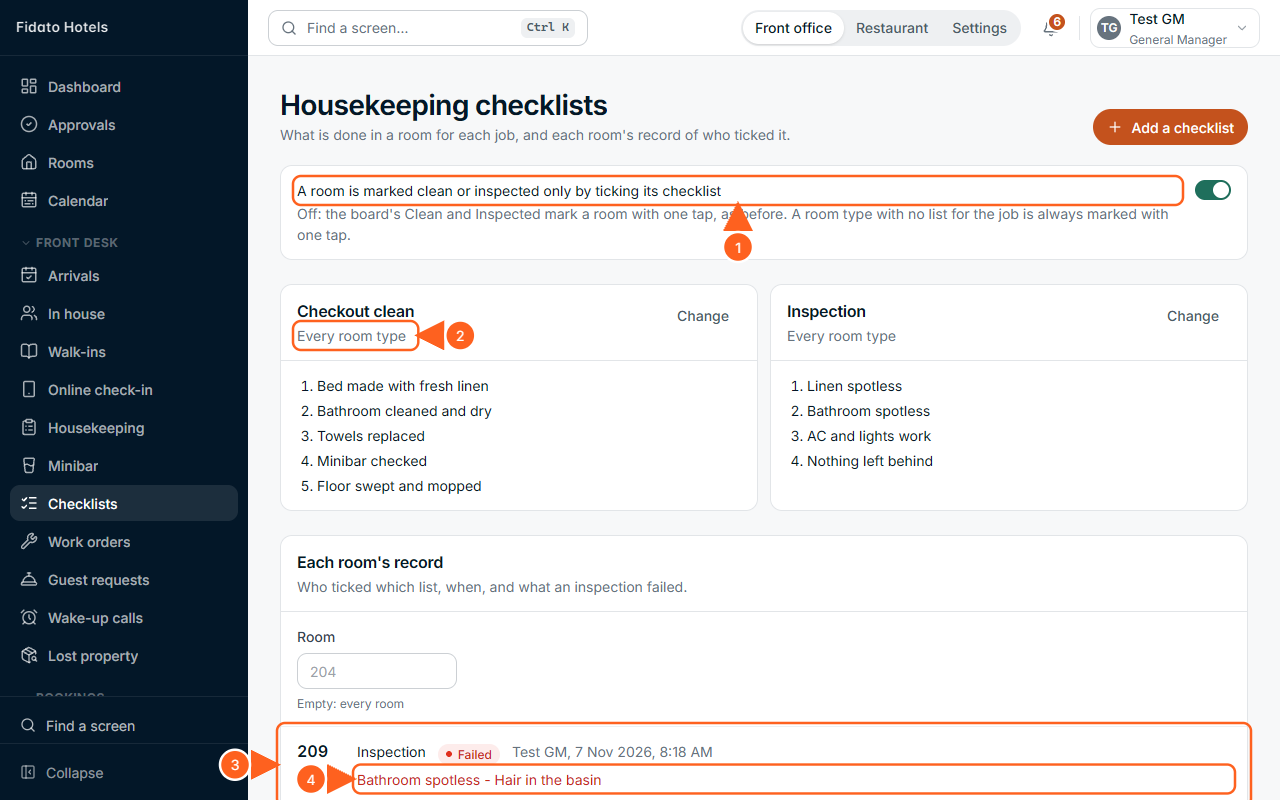 Fidato Hotels
Find a screen...
Ctrl K
Front office
Restaurant
Settings
6
TG
Test GM
General Manager
Dashboard
Approvals
Rooms
Calendar
FRONT DESK
Arrivals
In house
Walk-ins
Online check-in
Housekeeping
Minibar
Checklists
Work orders
Guest requests
Wake-up calls
Lost property
BOOKINGS
Find a screen
Collapse
Housekeeping checklists
What is done in a room for each job, and each room's record of who ticked it.
+ Add a checklist
A room is marked clean or inspected only by ticking its checklist
Off: the board's Clean and Inspected mark a room with one tap, as before. A room type with no list for the job is always marked with
one tap.
1
Checkout clean
Every room type
2
Change
1. Bed made with fresh linen
2. Bathroom cleaned and dry
3. Towels replaced
4. Minibar checked
5. Floor swept and mopped
Inspection
Every room type
Change
1. Linen spotless
2. Bathroom spotless
3. AC and lights work
4. Nothing left behind
Each room's record
Who ticked which list, when, and what an inspection failed.
Room
204
Empty: every room
3
209
Inspection
Failed
Test GM, 7 Nov 2026, 8:18 AM
4
Bathroom spotless - Hair in the basin